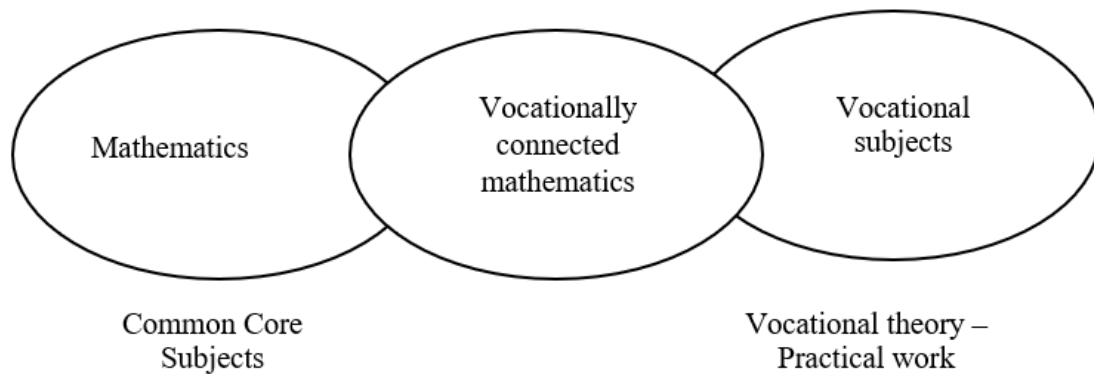 Mathematics
Vocationally
connected
mathematics
Vocational
subjects
Common Core
Subjects
Vocational theory –
Practical work